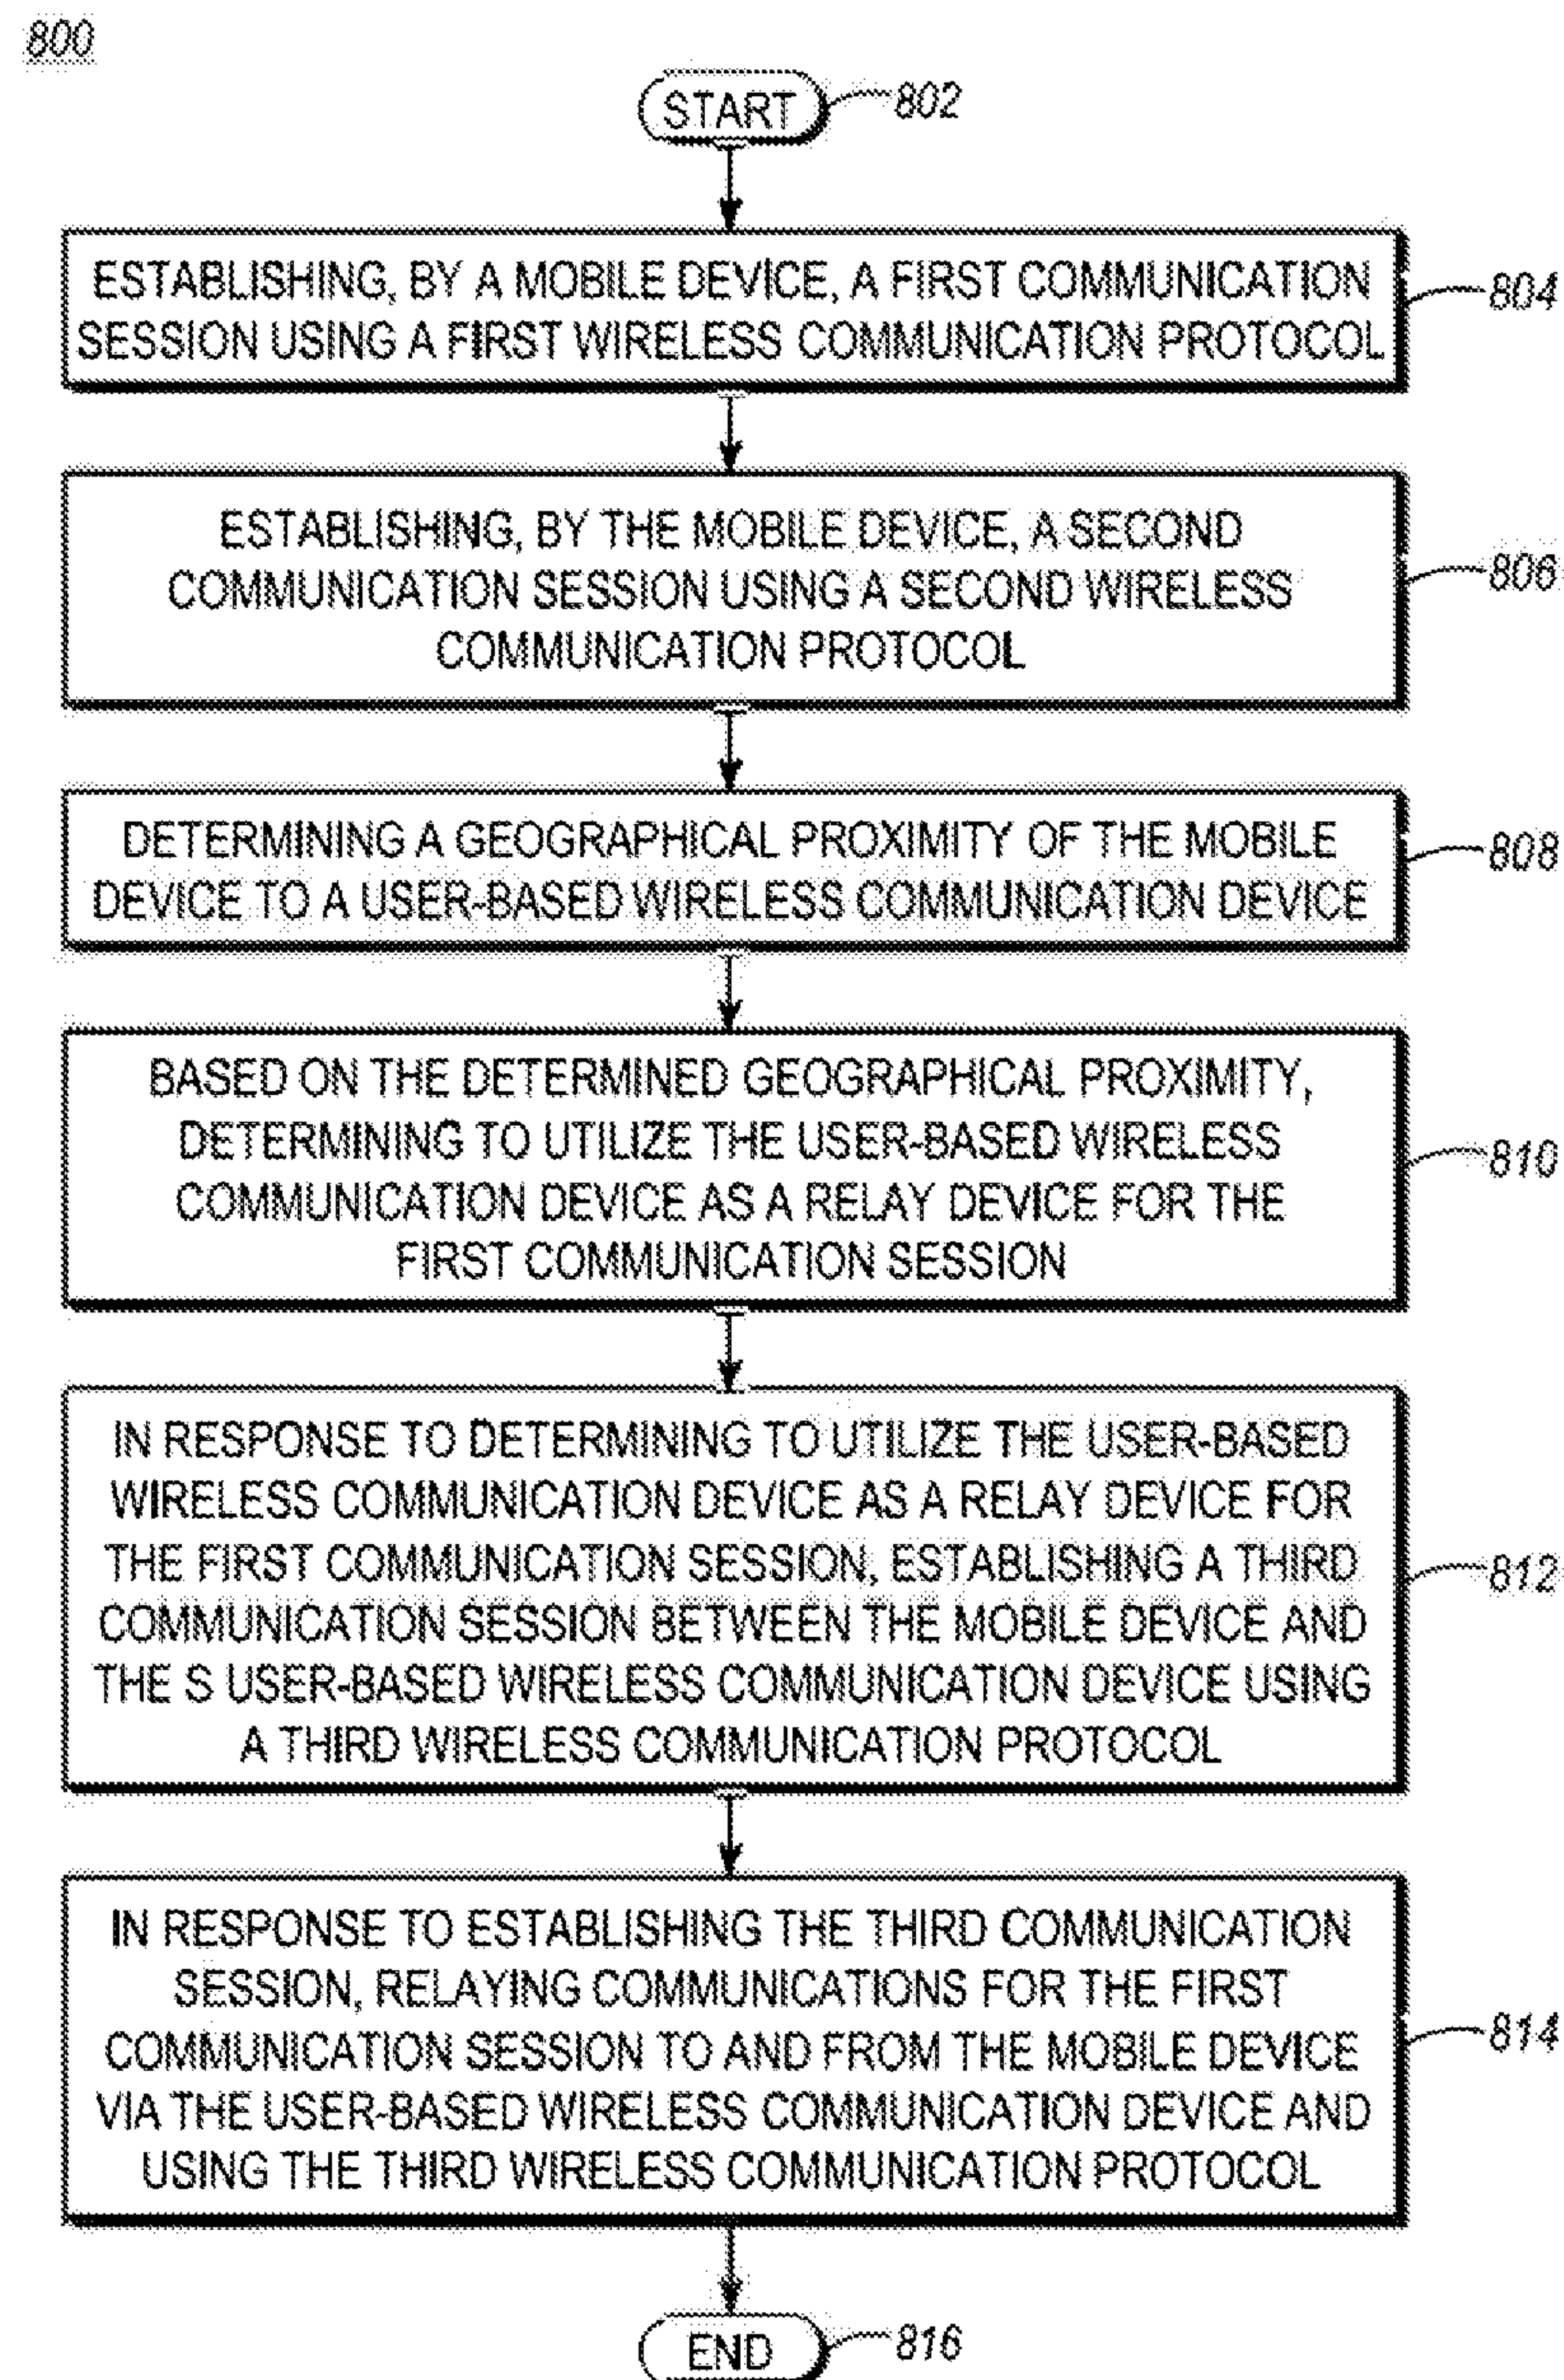 800
START
802
ESTABLISHING, BY A MOBILE DEVICE, A FIRST COMMUNICATION
SESSION USING A FIRST WIRELESS COMMUNICATION PROTOCOL
804
ESTABLISHING, BY THE MOBILE DEVICE, A SECOND
COMMUNICATION SESSION USING A SECOND WIRELESS
COMMUNICATION PROTOCOL
806
DETERMINING A GEOGRAPHICAL PROXIMITY OF THE MOBILE
DEVICE TO A USER-BASED WIRELESS COMMUNICATION DEVICE
808
BASED ON THE DETERMINED GEOGRAPHICAL PROXIMITY,
DETERMINING TO UTILIZE THE USER-BASED WIRELESS
COMMUNICATION DEVICE AS A RELAY DEVICE FOR THE
FIRST COMMUNICATION SESSION
810
IN RESPONSE TO DETERMINING TO UTILIZE THE USER-BASED
WIRELESS COMMUNICATION DEVICE AS A RELAY DEVICE FOR
THE FIRST COMMUNICATION SESSION, ESTABLISHING A THIRD
COMMUNICATION SESSION BETWEEN THE MOBILE DEVICE AND
THE S USER-BASED WIRELESS COMMUNICATION DEVICE USING
A THIRD WIRELESS COMMUNICATION PROTOCOL
812
IN RESPONSE TO ESTABLISHING THE THIRD COMMUNICATION
SESSION, RELAYING COMMUNICATIONS FOR THE FIRST
COMMUNICATION SESSION TO AND FROM THE MOBILE DEVICE
VIA THE USER-BASED WIRELESS COMMUNICATION DEVICE AND
USING THE THIRD WIRELESS COMMUNICATION PROTOCOL
814
END
816